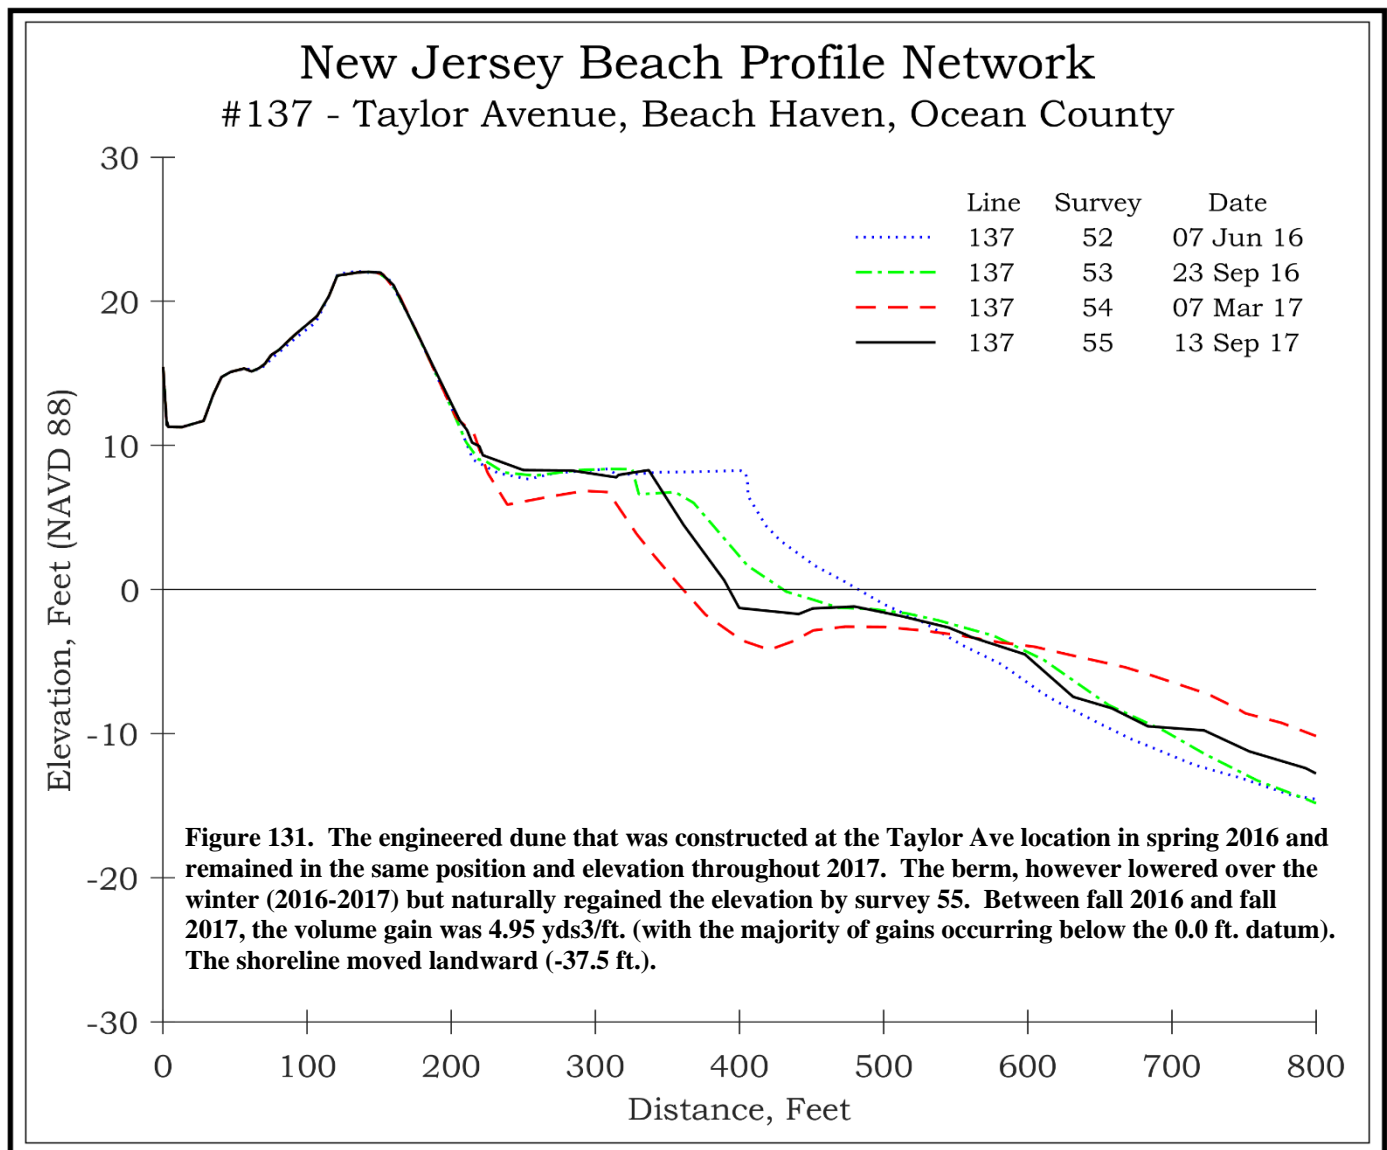 New Jersey Beach Profile Network
#137 - Taylor Avenue, Beach Haven, Ocean County
Line Survey Date
137 52 07 Jun 16
137 53 23 Sep 16
137 54 07 Mar 17
137 55 13 Sep 17
30
20
10
0
-10
-20
-30
Elevation, Feet (NAVD 88)
Figure 131. The engineered dune that was constructed at the Taylor Ave location in spring 2016 and
remained in the same position and elevation throughout 2017. The berm, however lowered over the
winter (2016-2017) but naturally regained the elevation by survey 55. Between fall 2016 and fall
2017, the volume gain was 4.95 yds3/ft. (with the majority of gains occurring below the 0.0 ft. datum).
The shoreline moved landward (-37.5 ft.).
0 100 200 300 400 500 600 700 800
Distance, Feet